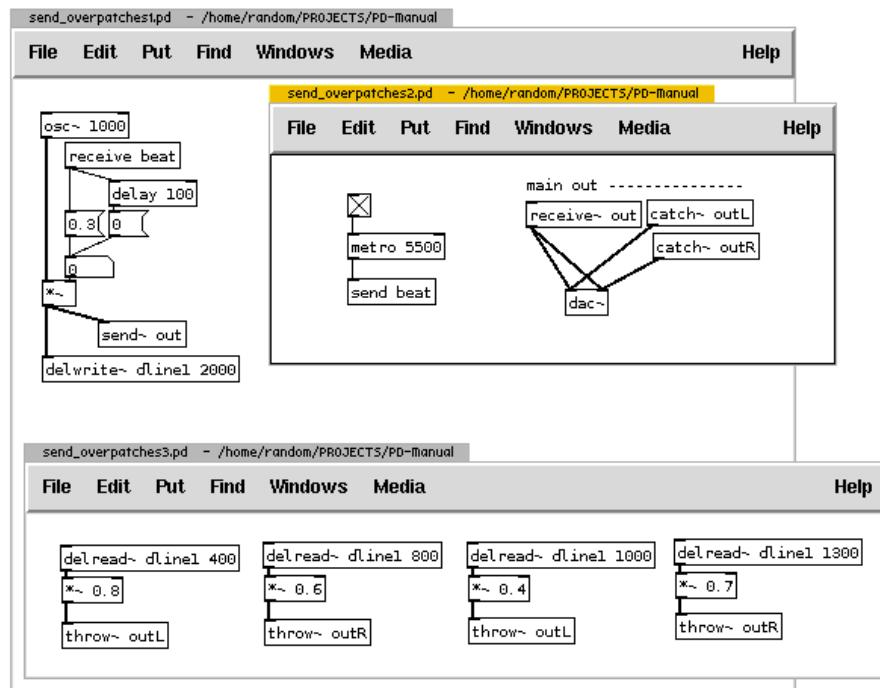 send_overpatches1.pd - /home/random/PROJECTS/PD-Manual
File Edit Put Find Windows Media Help
osc~ 1000
receive beat
delay 100
0.3 0
0
*~
send~ out
delwrite~ dline1 2000
send_overpatches2.pd - /home/random/PROJECTS/PD-Manual
File Edit Put Find Windows Media Help
main out ---------------
receive~ out catch~ outL
metro 5500 catch~ outR
send beat dac~
send_overpatches3.pd - /home/random/PROJECTS/PD-Manual
File Edit Put Find Windows Media Help
delread~ dline1 400 delread~ dline1 800 delread~ dline1 1000 delread~ dline1 1300
*~ 0.8 *~ 0.6 *~ 0.4 *~ 0.7
throw~ outL throw~ outR throw~ outL throw~ outR